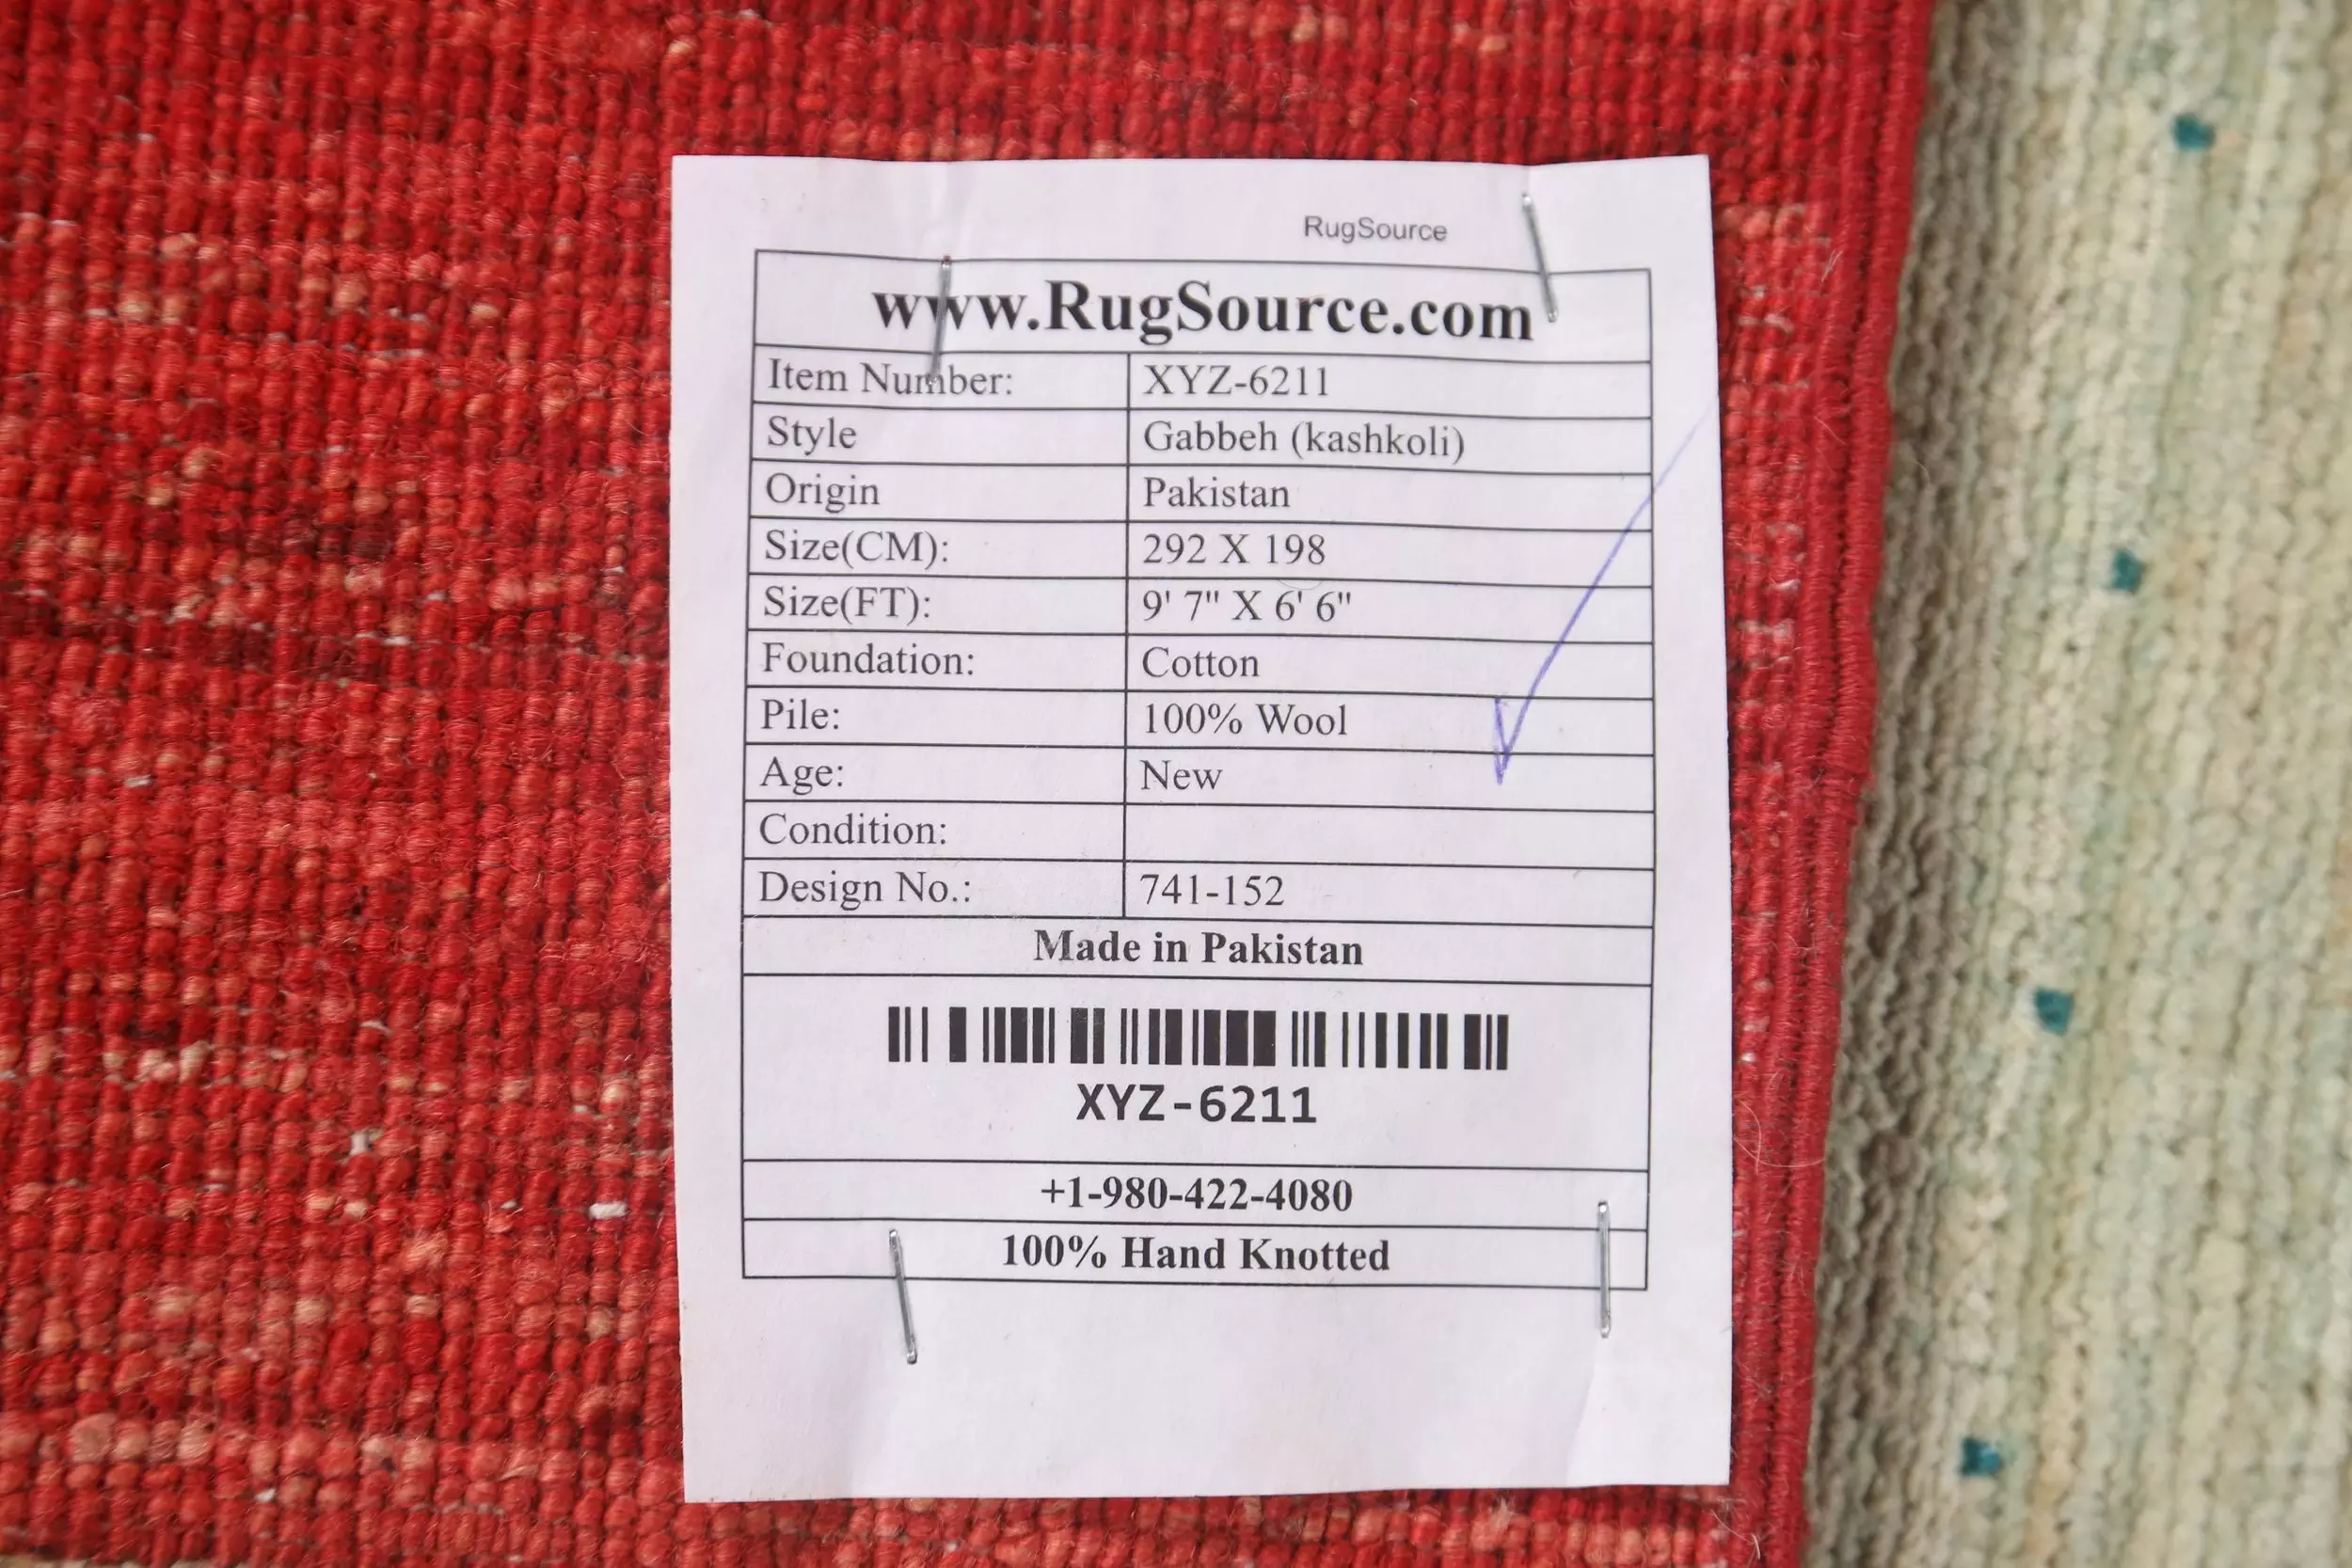 RugSource
www.RugSource.com
Item Number: XYZ-6211
Style Gabbeh (kashkoli)
Origin Pakistan
Size(CM): 292 X 198
Size(FT): 9' 7" X 6' 6"
Foundation: Cotton
Pile: 100% Wool
Age: New
Condition:
Design No.: 741-152
Made in Pakistan
XYZ-6211
+1-980-422-4080
100% Hand Knotted